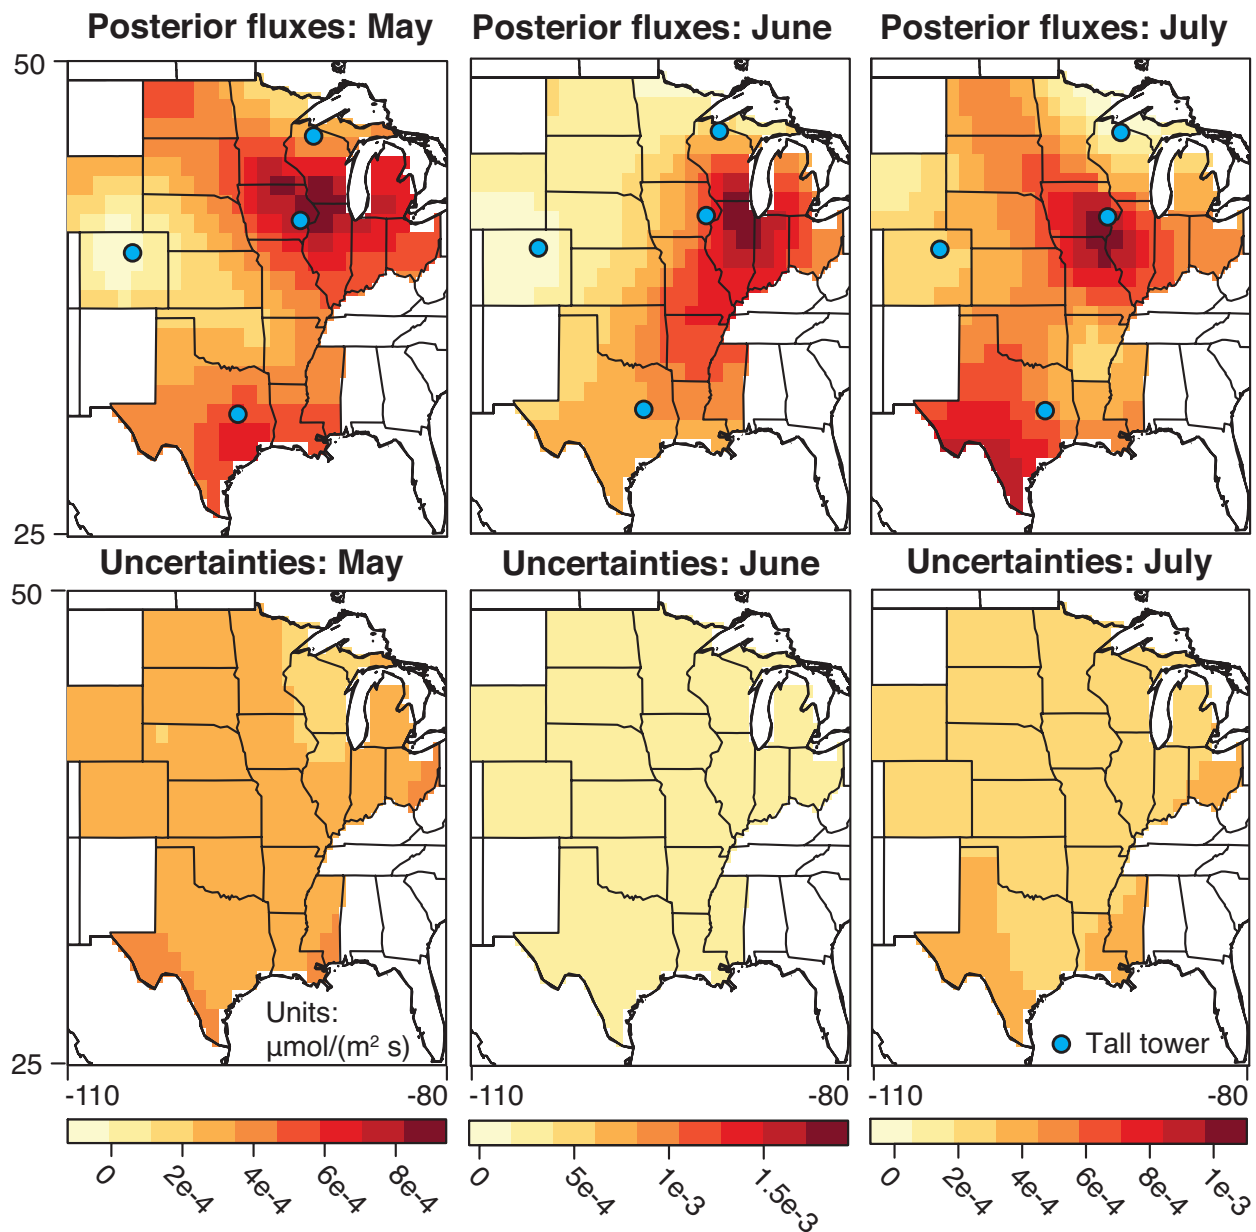 Posterior fluxes: May
Posterior fluxes: June
Posterior fluxes: July
50
25
Uncertainties: May
Uncertainties: June
Uncertainties: July
50
Units:
µmol/(m² s)
Tall tower
25
-110 -80
-110 -80
-110 -80
0 2e-4 4e-4 6e-4 8e-4
0 5e-4 1e-3 1.5e-3
0 2e-4 4e-4 6e-4 8e-4 1e-3